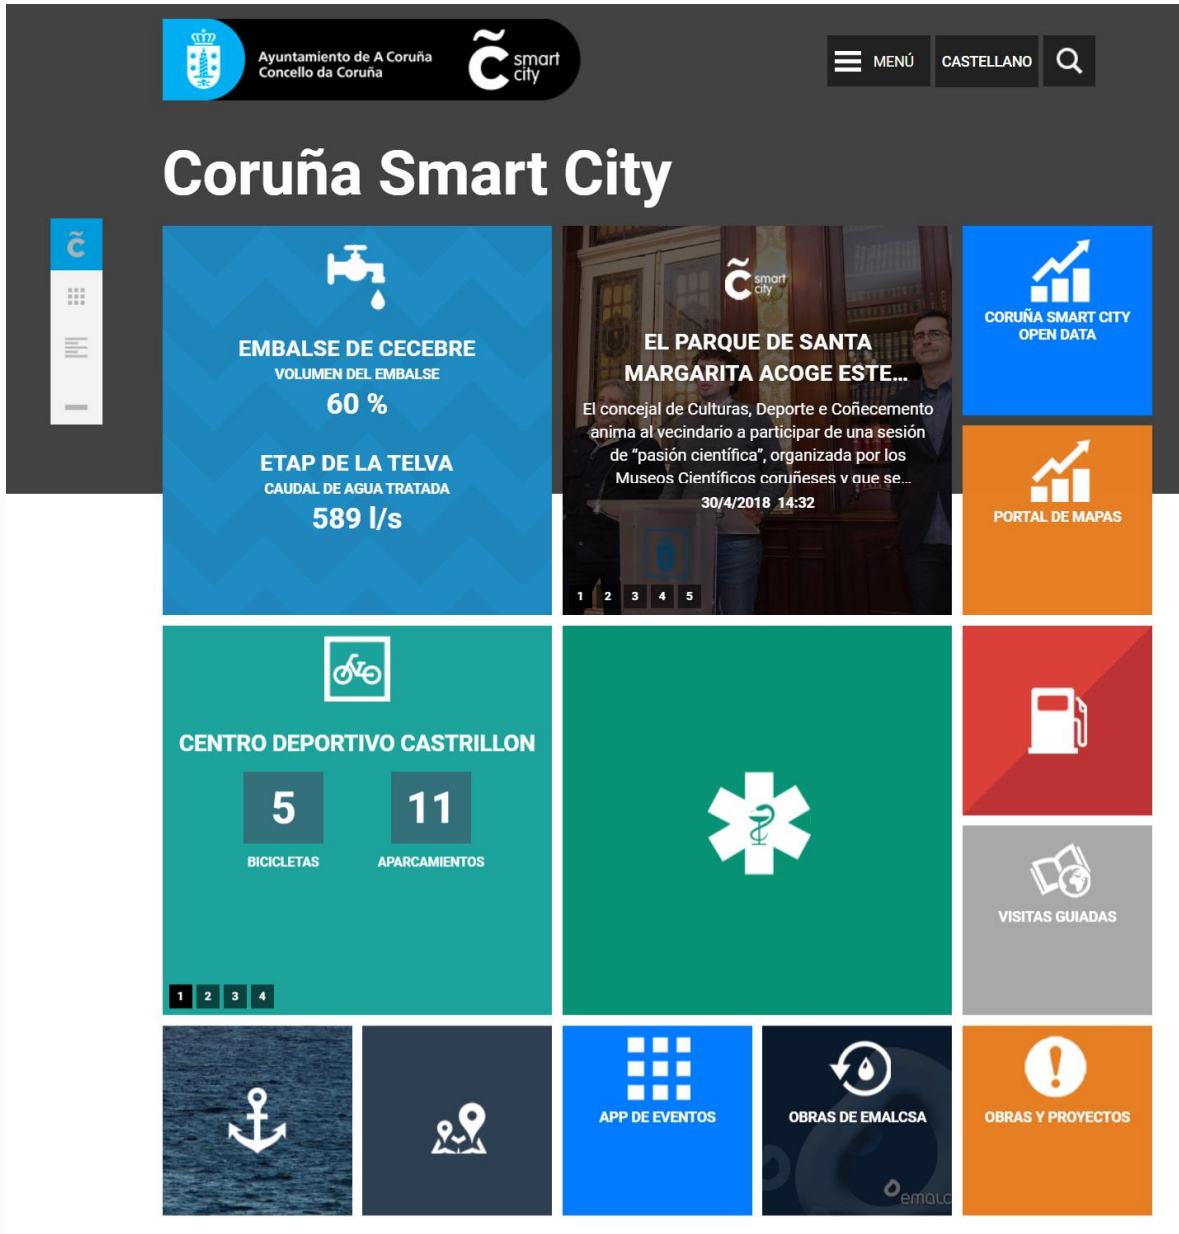 Ayuntamiento de A Coruña
Concello da Coruña
smart
city
MENÚ
CASTELLANO
Coruña Smart City
EMBALSE DE CECEBRE
VOLUMEN DEL EMBALSE
60 %
ETAP DE LA TELVA
CAUDAL DE AGUA TRATADA
589 l/s
smart
city
EL PARQUE DE SANTA
MARGARITA ACOGE ESTE...
El concejal de Culturas, Deporte e Coñecemento
anima al vecindario a participar de una sesión
de “pasión científica”, organizada por los
Museos Científicos coruñeses y que se...
30/4/2018 14:32
1 2 3 4 5
CORUÑA SMART CITY
OPEN DATA
PORTAL DE MAPAS
CENTRO DEPORTIVO CASTRILLON
5
11
BICICLETAS
APARCAMIENTOS
1 2 3 4
VISITAS GUIADAS
APP DE EVENTOS
OBRAS DE EMALCSA
emalc
OBRAS Y PROYECTOS